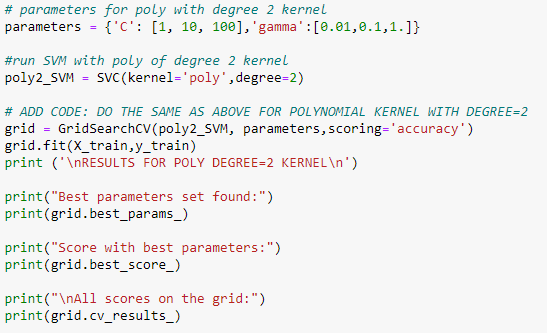 # parameters for poly with degree 2 kernel
parameters = {'C': [1, 10, 100],'gamma':[0.01,0.1,1.]}
#run SVM with poly of degree 2 kernel
poly2_SVM = SVC(kernel='poly',degree=2)
# ADD CODE: DO THE SAME AS ABOVE FOR POLYNOMIAL KERNEL WITH DEGREE=2
grid = GridSearchCV(poly2_SVM, parameters,scoring='accuracy')
grid.fit(X_train,y_train)
print ('\nRESULTS FOR POLY DEGREE=2 KERNEL\n')
print("Best parameters set found:")
print(grid.best_params_)
print("Score with best parameters:")
print(grid.best_score_)
print("\nAll scores on the grid:")
print(grid.cv_results_)